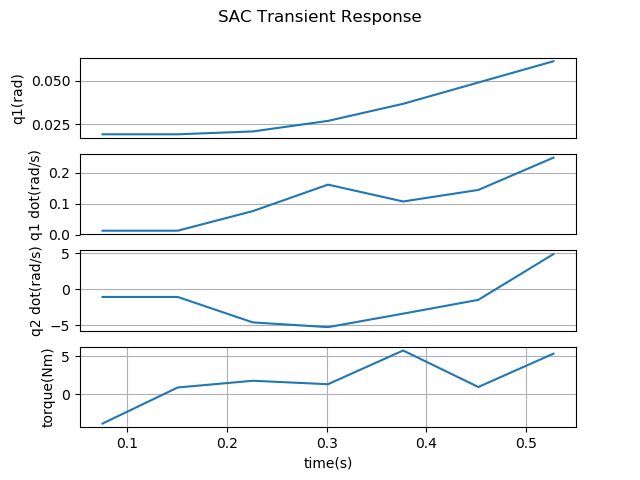 SAC Transient Response
q1(rad)
0.050
0.025
q1 dot(rad/s)
0.2
0.1
0.0
q2 dot(rad/s)
5
0
−5
torque(Nm)
5
0
0.1 0.2 0.3 0.4 0.5
time(s)